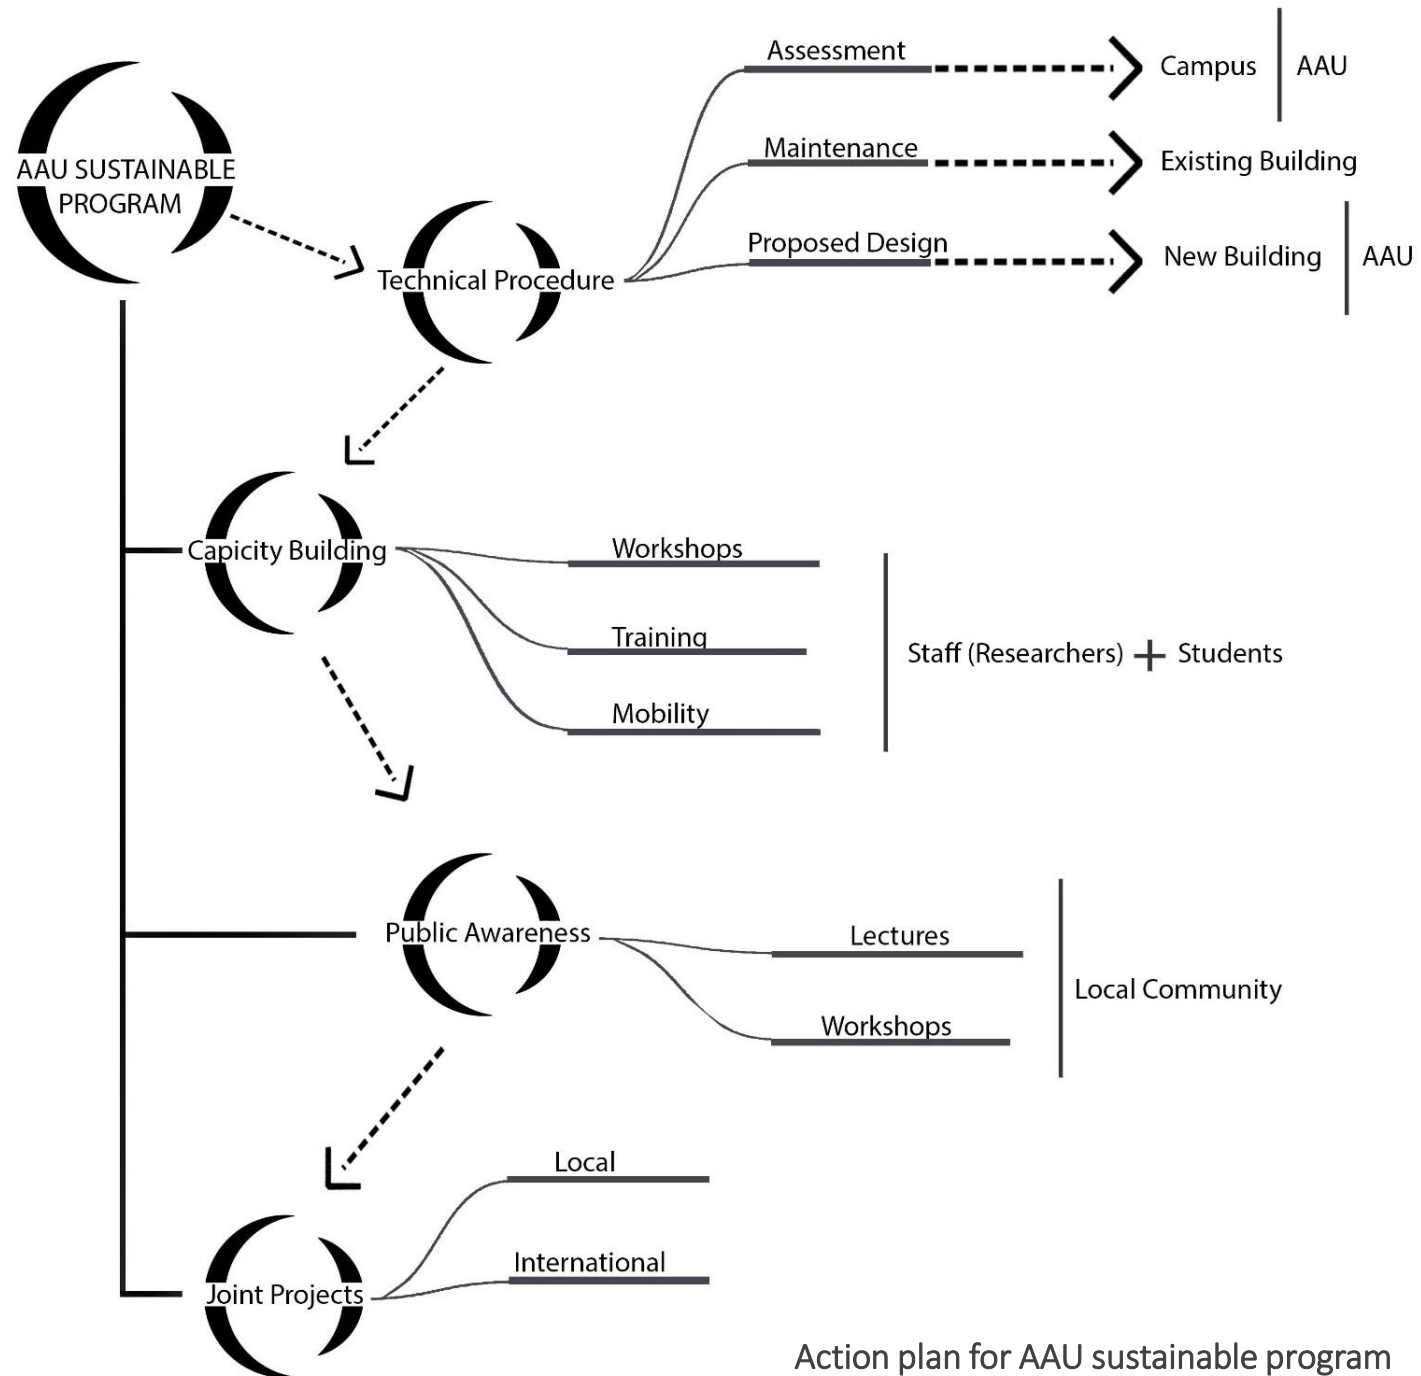 AAU SUSTAINABLE
PROGRAM
Technical Procedure
Assessment
Campus
AAU
Maintenance
Existing Building
Proposed Design
New Building
AAU
Capicity Building
Workshops
Training
Mobility
Staff (Researchers) + Students
Public Awareness
Lectures
Workshops
Local Community
Joint Projects
Local
International
Action plan for AAU sustainable program